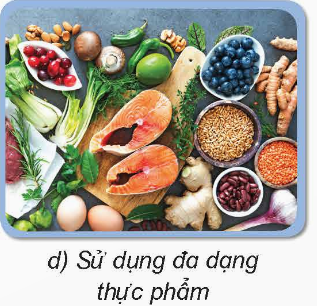 d) Sử dụng đa dạng
thực phẩm